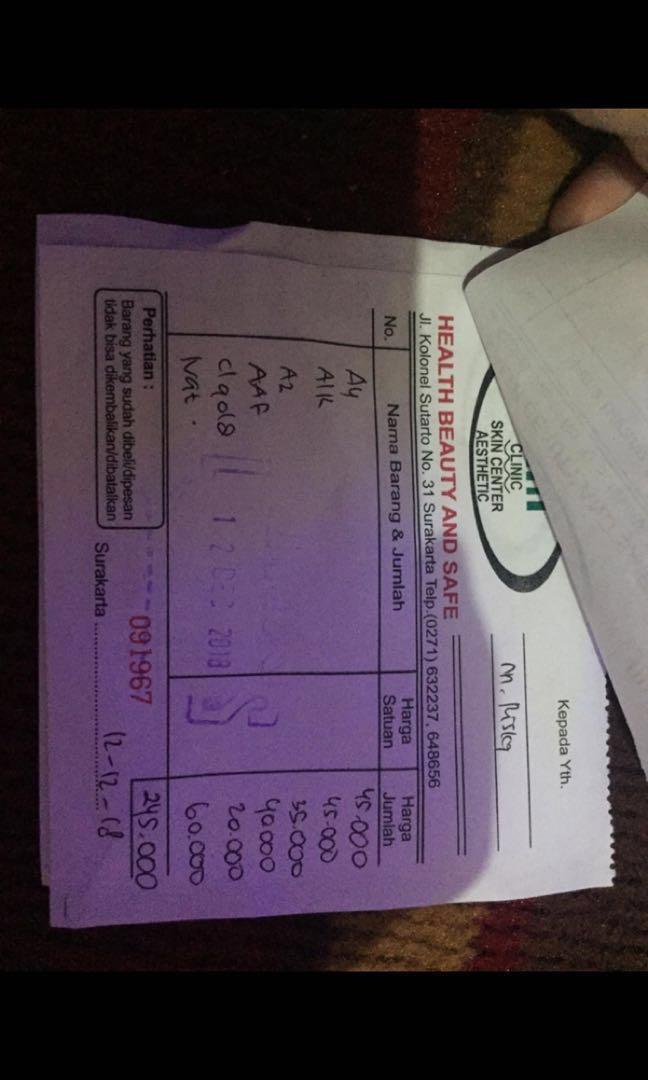 CLINIC
SKIN CENTER
AESTHETIC
Kepada Yth.
HEALTH BEAUTY AND SAFE
Jl. Kolonel Sutarto No. 31 Surakarta Telp.(0271) 632237, 648656
No. Nama Barang & Jumlah Harga Satuan Harga Jumlah
A4 45.000
A1K 45.000
A2 35.000
AAF 40.000
20.000
Nat. 60.000
12 DEC 2018
245.000
Perhatian :
Barang yang sudah dibeli/dipesan
tidak bisa dikembalikan/dibatalkan
091967
Surakarta 12-12-18